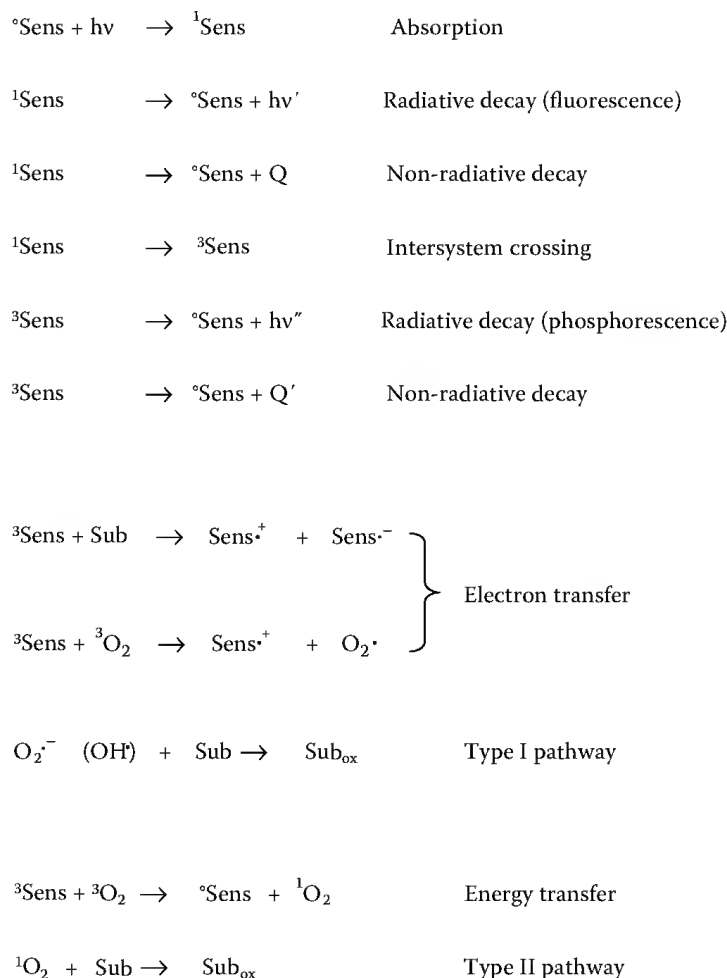 °Sens + hν → ¹Sens Absorption
¹Sens → °Sens + hν′ Radiative decay (fluorescence)
¹Sens → °Sens + Q Non-radiative decay
¹Sens → ³Sens Intersystem crossing
³Sens → °Sens + hν″ Radiative decay (phosphorescence)
³Sens → °Sens + Q′ Non-radiative decay
³Sens + Sub → Sens•⁺ + Sens•⁻
Electron transfer
³Sens + ³O₂ → Sens•⁺ + O₂•
O₂•⁻ (OH•) + Sub → Subₒₓ Type I pathway
³Sens + ³O₂ → °Sens + ¹O₂ Energy transfer
¹O₂ + Sub → Subₒₓ Type II pathway